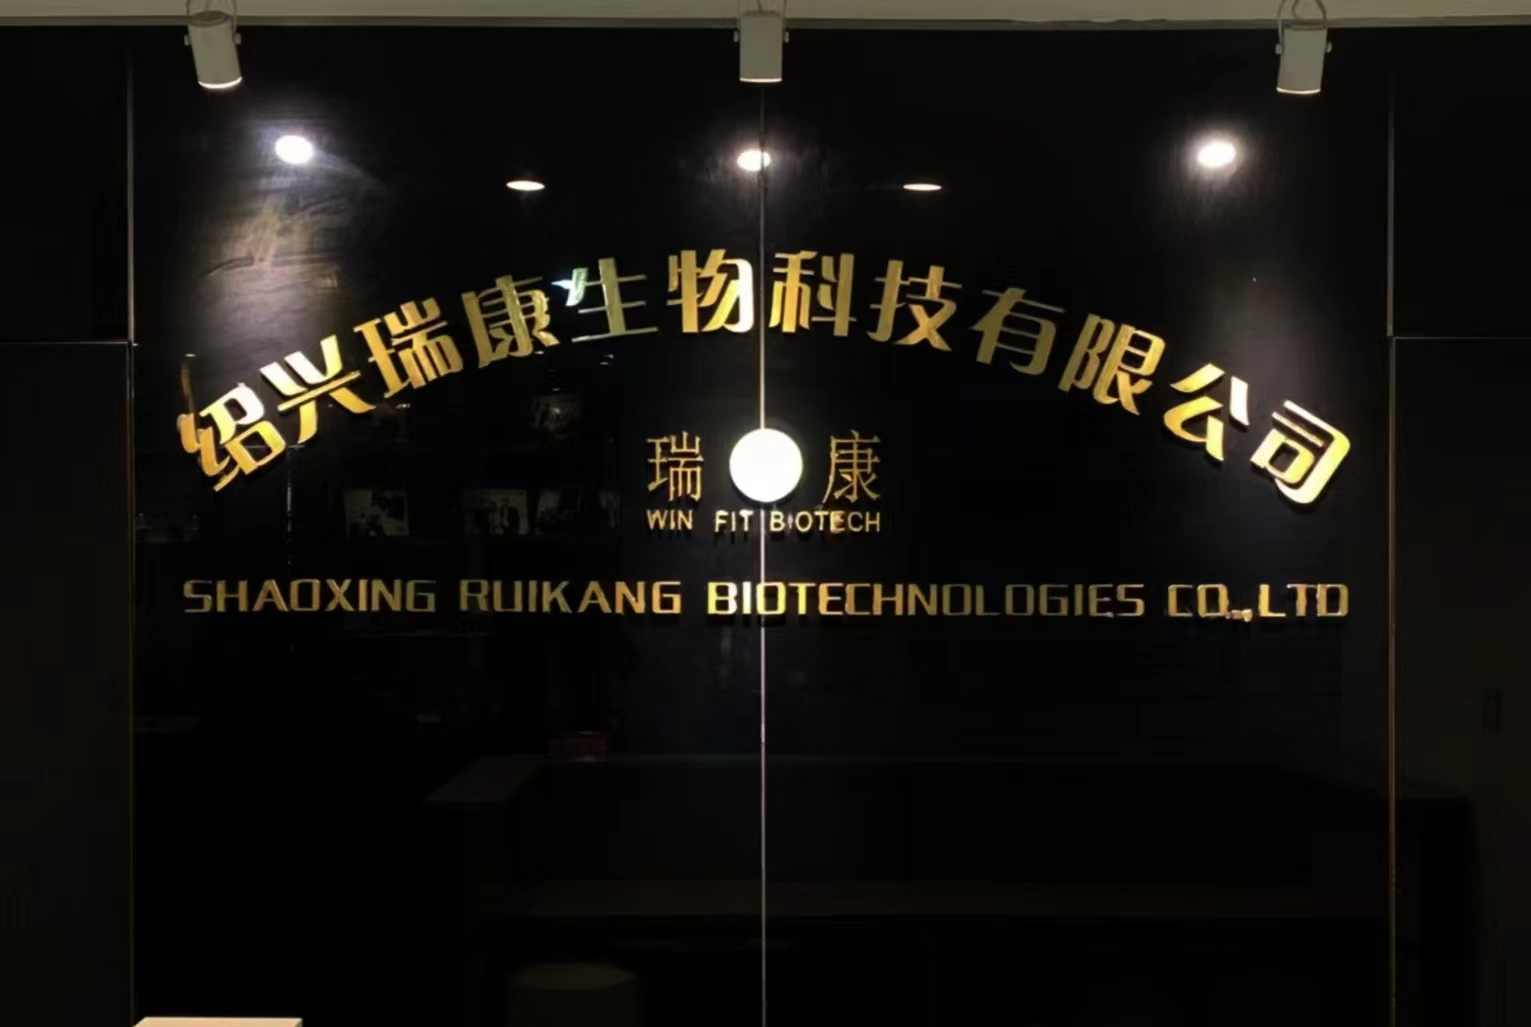 绍兴瑞康生物科技有限公司
瑞 康
WIN FIT BIOTECH
SHAOXING RUIKANG BIOTECHNOLOGIES CO.,LTD